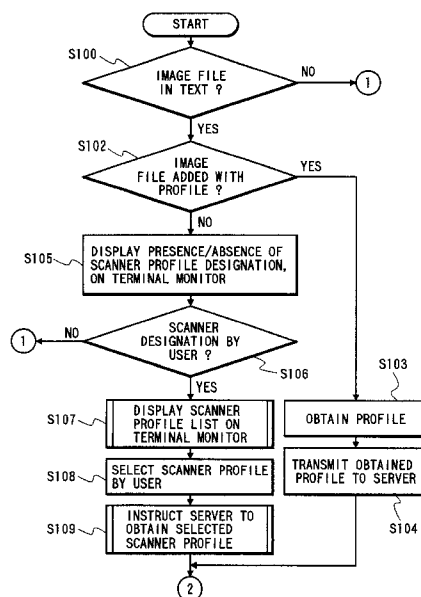 START
S100
IMAGE FILE
IN TEXT ?
NO
1
YES
S102
IMAGE
FILE ADDED WITH
PROFILE ?
YES
NO
S105
DISPLAY PRESENCE/ABSENCE OF
SCANNER PROFILE DESIGNATION,
ON TERMINAL MONITOR
1
NO
SCANNER
DESIGNATION BY
USER ?
S106
YES
S103
OBTAIN PROFILE
S107
DISPLAY SCANNER
PROFILE LIST ON
TERMINAL MONITOR
TRANSMIT OBTAINED
PROFILE TO SERVER
S104
S108
SELECT SCANNER PROFILE
BY USER
S109
INSTRUCT SERVER TO
OBTAIN SELECTED
SCANNER PROFILE
2